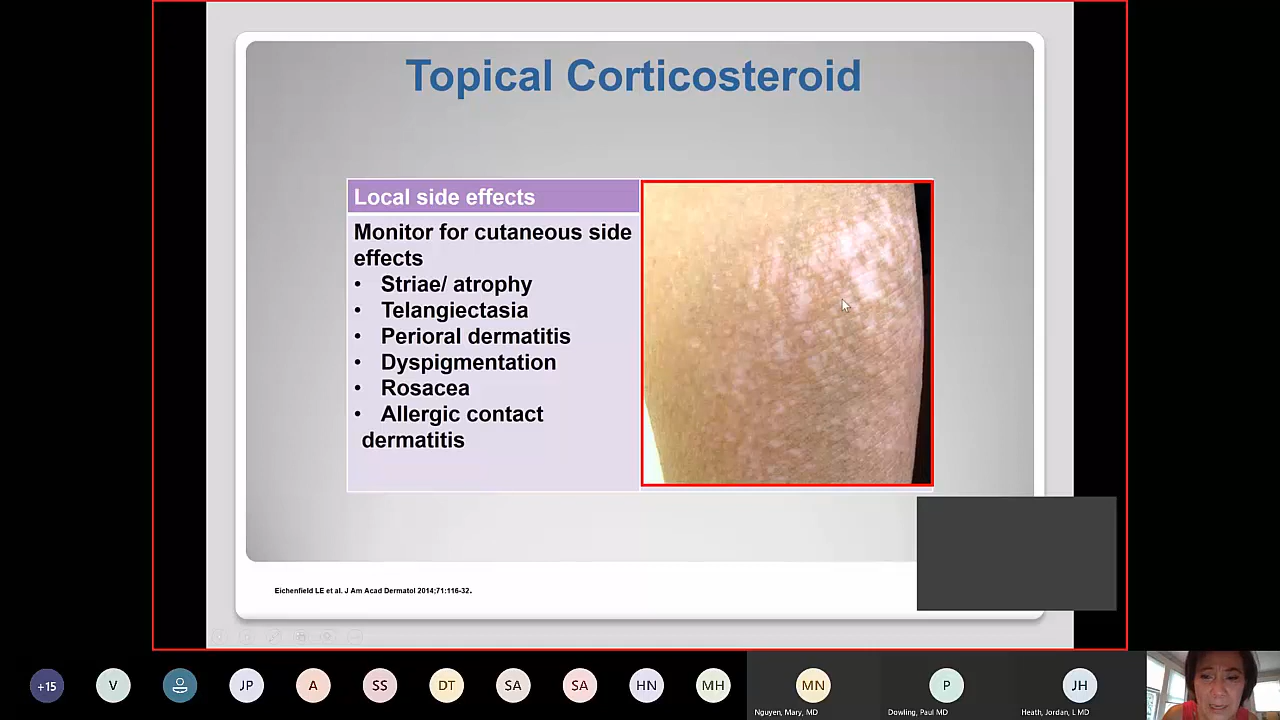 Topical Corticosteroid
Local side effects
Monitor for cutaneous side
effects
• Striae/ atrophy
• Telangiectasia
• Perioral dermatitis
• Dyspigmentation
• Rosacea
• Allergic contact
dermatitis
Eichenfield LE et al. J Am Acad Dermatol 2014;71:116-32.
+15 V JP A SS DT SA SA HN MH MN P JH
Nguyen, Mary, MD Dowling, Paul MD Heath, Jordan, L MD